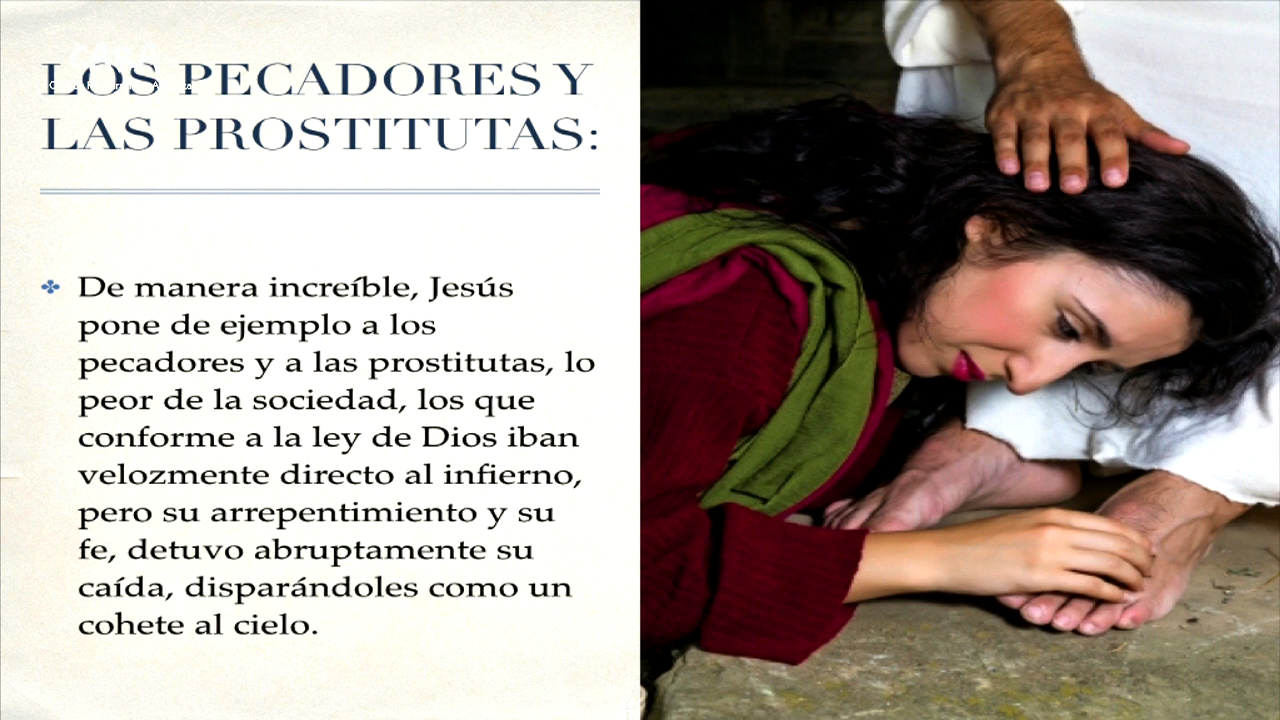 LOS PECADORES Y
LAS PROSTITUTAS:
De manera increíble, Jesús
pone de ejemplo a los
pecadores y a las prostitutas, lo
peor de la sociedad, los que
conforme a la ley de Dios iban
velozmente directo al infierno,
pero su arrepentimiento y su
fe, detuvo abruptamente su
caída, disparándoles como un
cohete al cielo.